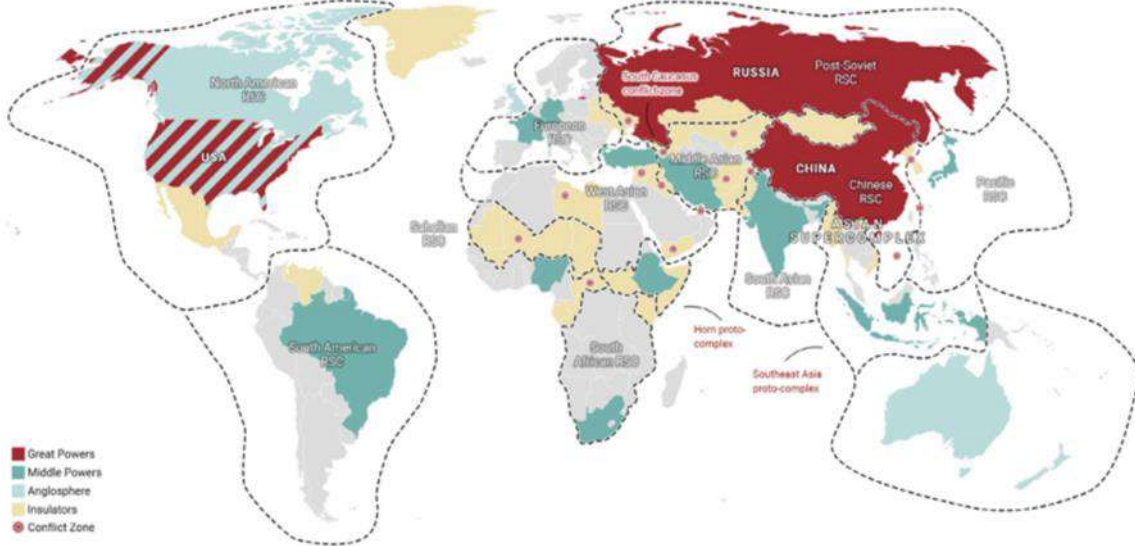 North American
RSC
USA
South American
RSC
Sahelian
RSC
European
RSC
South Caucasus
conflict-zone
RUSSIA
Post-Soviet
RSC
Middle Asian
RSC
West Asian
RSC
CHINA
Chinese
RSC
ASIAN
SUPERCOMPLEX
Pacific
RSC
South Asian
RSC
South
African RSC
Horn proto-
complex
Southeast Asia
proto-complex
Great Powers
Middle Powers
Anglosphere
Insulators
Conflict Zone